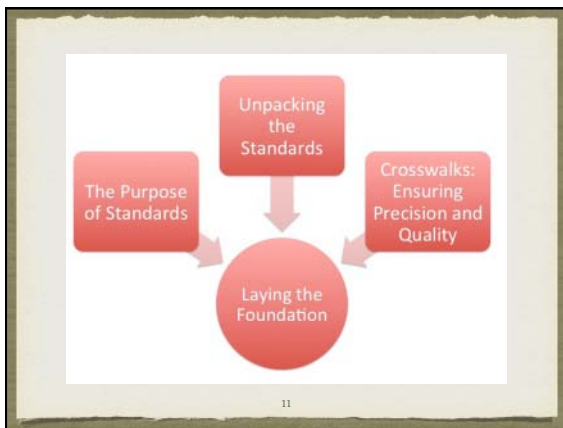 Unpacking
the
Standards
The Purpose
of Standards
Crosswalks:
Ensuring
Precision and
Quality
Laying the
Foundation
11